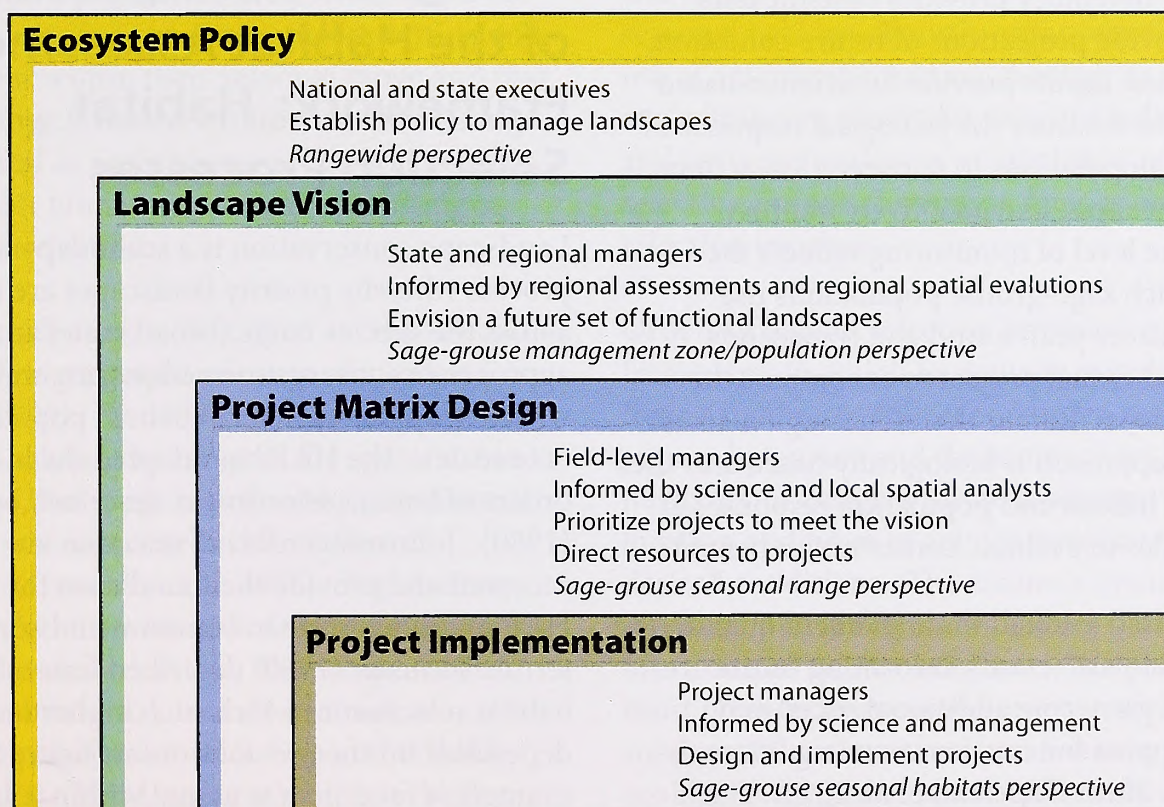 Ecosystem Policy
National and state executives
Establish policy to manage landscapes
Rangewide perspective
Landscape Vision
State and regional managers
Informed by regional assessments and regional spatial evalutions
Envision a future set of functional landscapes
Sage-grouse management zone/population perspective
Project Matrix Design
Field-level managers
Informed by science and local spatial analysts
Prioritize projects to meet the vision
Direct resources to projects
Sage-grouse seasonal range perspective
Project Implementation
Project managers
Informed by science and management
Design and implement projects
Sage-grouse seasonal habitats perspective